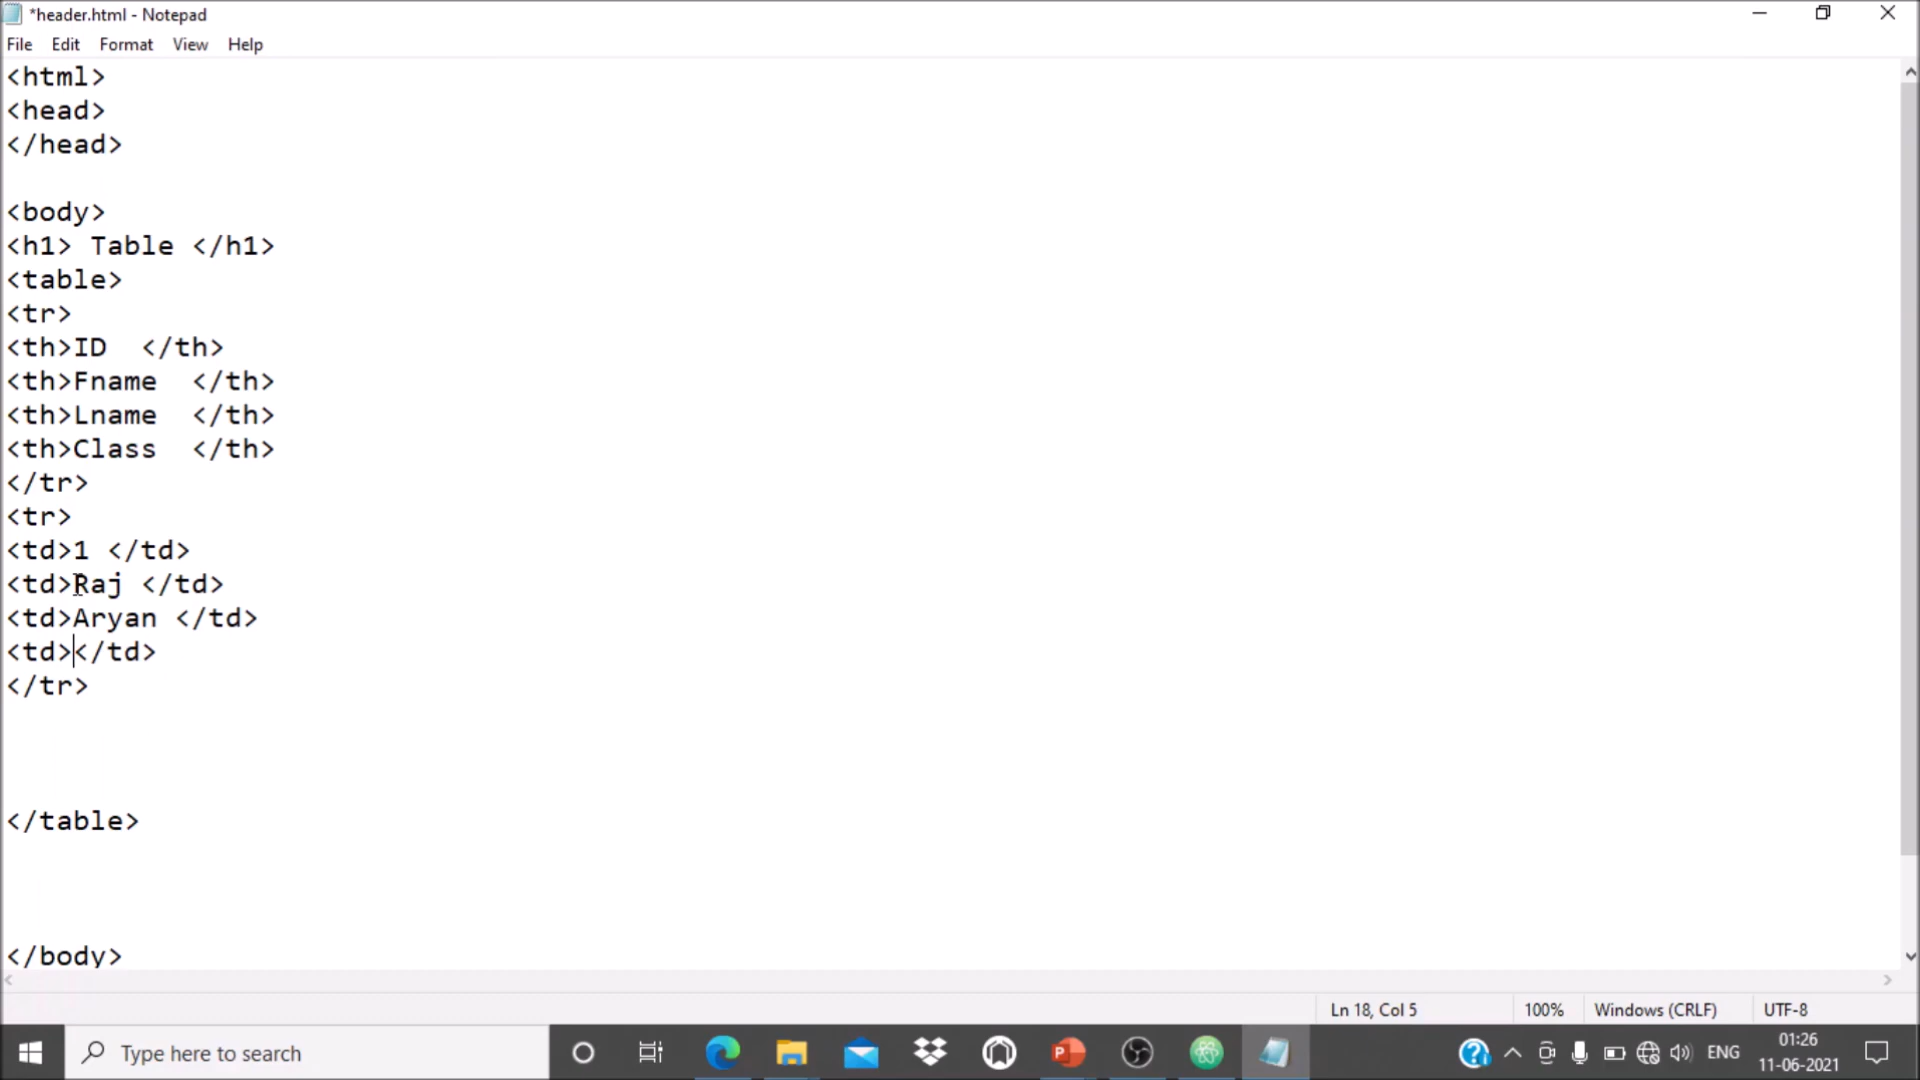 *header.html - Notepad
File Edit Format View Help
<html>
<head>
</head>
<body>
<h1> Table </h1>
<table>
<tr>
<th>ID  </th>
<th>Fname  </th>
<th>Lname  </th>
<th>Class  </th>
</tr>
<tr>
<td>1 </td>
<td>Raj </td>
<td>Aryan </td>
<td></td>
</tr>
</table>
</body>
Ln 18, Col 5 100% Windows (CRLF) UTF-8
Type here to search
ENG
01:26
11-06-2021